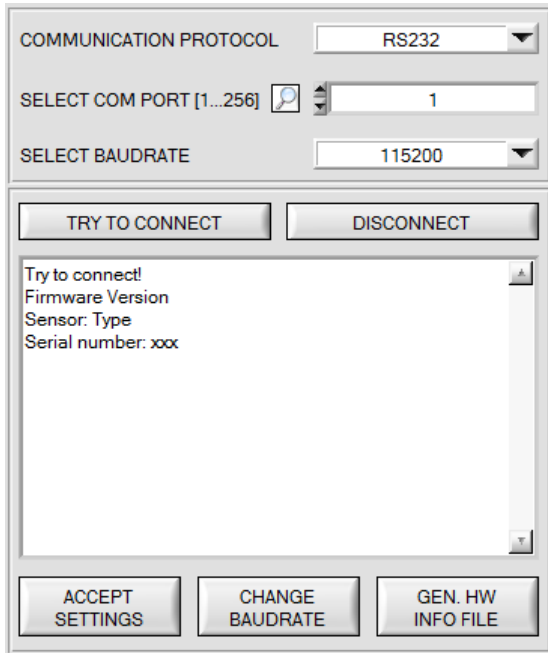 COMMUNICATION PROTOCOL RS232
SELECT COM PORT [1...256] 1
SELECT BAUDRATE 115200
TRY TO CONNECT DISCONNECT
Try to connect!
Firmware Version
Sensor: Type
Serial number: xxx
ACCEPT SETTINGS
CHANGE BAUDRATE
GEN. HW INFO FILE